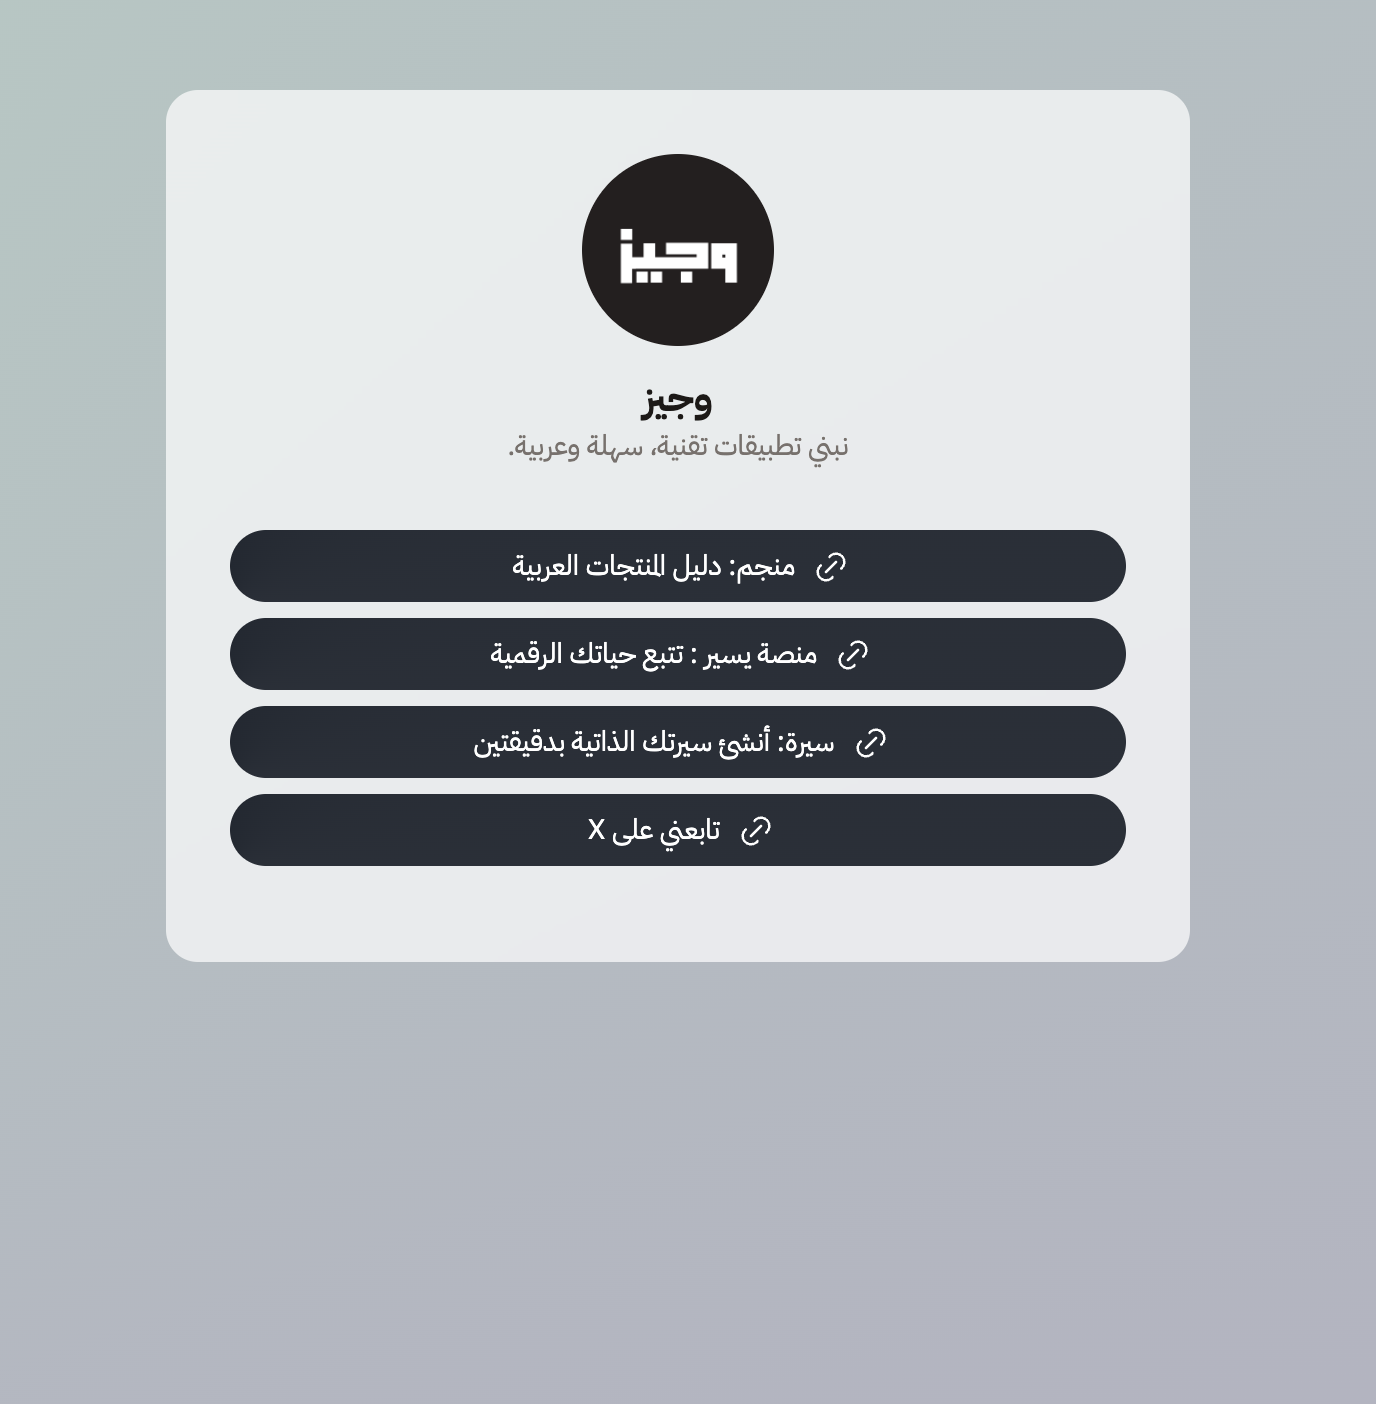 وجيز
وجيز
نبني تطبيقات تقنية، سهلة وعربية.
منجم: دليل المنتجات العربية
منصة يسير : تتبع حياتك الرقمية
سيرة: أنشئ سيرتك الذاتية بدقيقتين
تابعني على X